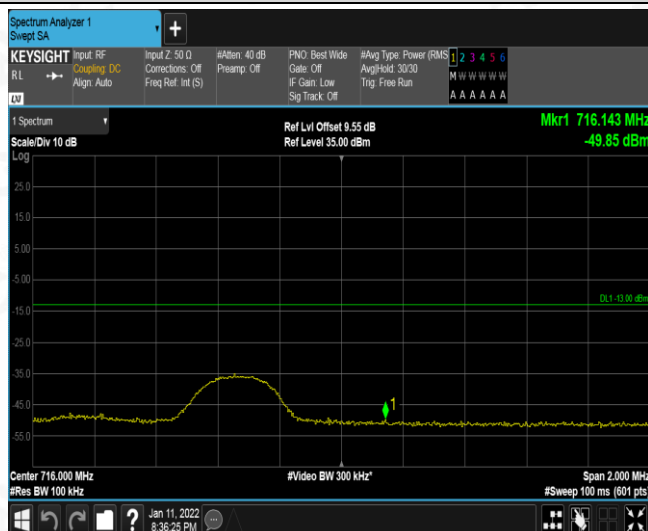 Spectrum Analyzer 1
Swept SA
+
KEYSIGHT
RL
LXI
Input: RF
Coupling: DC
Align: Auto
Input Z: 50 Ω
Corrections: Off
Freq Ref: Int (S)
#Atten: 40 dB
Preamp: Off
PNO: Best Wide
Gate: Off
IF Gain: Low
Sig Track: Off
#Avg Type: Power (RMS
Avg|Hold: 30/30
Trig: Free Run
1 2 3 4 5 6
M W W W W W
A A A A A A
1 Spectrum
Scale/Div 10 dB
Log
Ref Lvl Offset 9.55 dB
Ref Level 35.00 dBm
Mkr1 716.143 MHz
-49.85 dBm
25.0
15.0
5.00
-5.00
DL1 -13.00 dBm
-15.0
-25.0
-35.0
-45.0
1
-55.0
Center 716.000 MHz
#Res BW 100 kHz
#Video BW 300 kHz*
Span 2.000 MHz
#Sweep 100 ms (601 pts)
?
Jan 11, 2022
8:36:25 PM